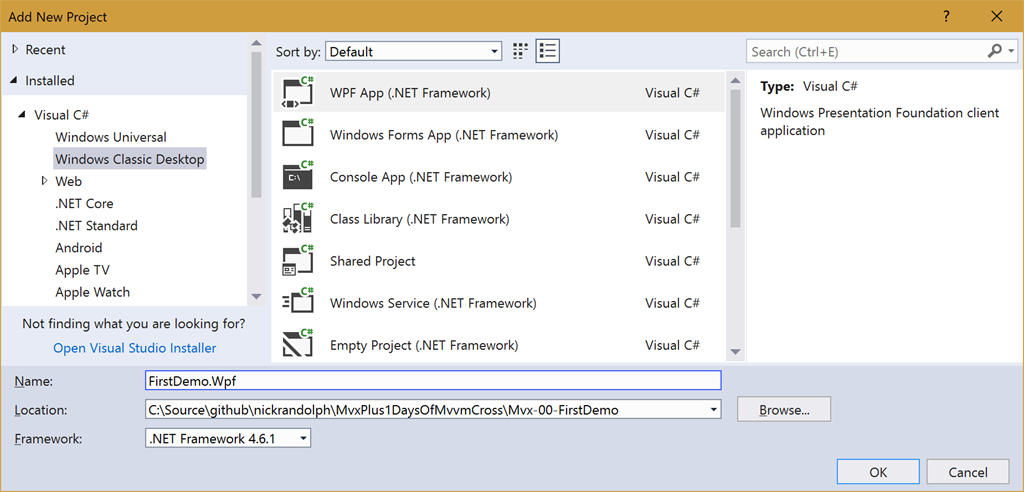 Add New Project
?
Recent
Installed
Visual C#
Windows Universal
Windows Classic Desktop
Web
.NET Core
.NET Standard
Android
Apple TV
Apple Watch
Not finding what you are looking for?
Open Visual Studio Installer
Sort by: Default
C# WPF App (.NET Framework) Visual C#
C# Windows Forms App (.NET Framework) Visual C#
C# C:\ Console App (.NET Framework) Visual C#
C# Class Library (.NET Framework) Visual C#
C# Shared Project Visual C#
C# Windows Service (.NET Framework) Visual C#
C# Empty Project (.NET Framework) Visual C#
Search (Ctrl+E)
Type: Visual C#
Windows Presentation Foundation client
application
Name: FirstDemo.Wpf
Location: C:\Source\github\nickrandolph\MvxPlus1DaysOfMvvmCross\Mvx-00-FirstDemo Browse...
Framework: .NET Framework 4.6.1
OK Cancel